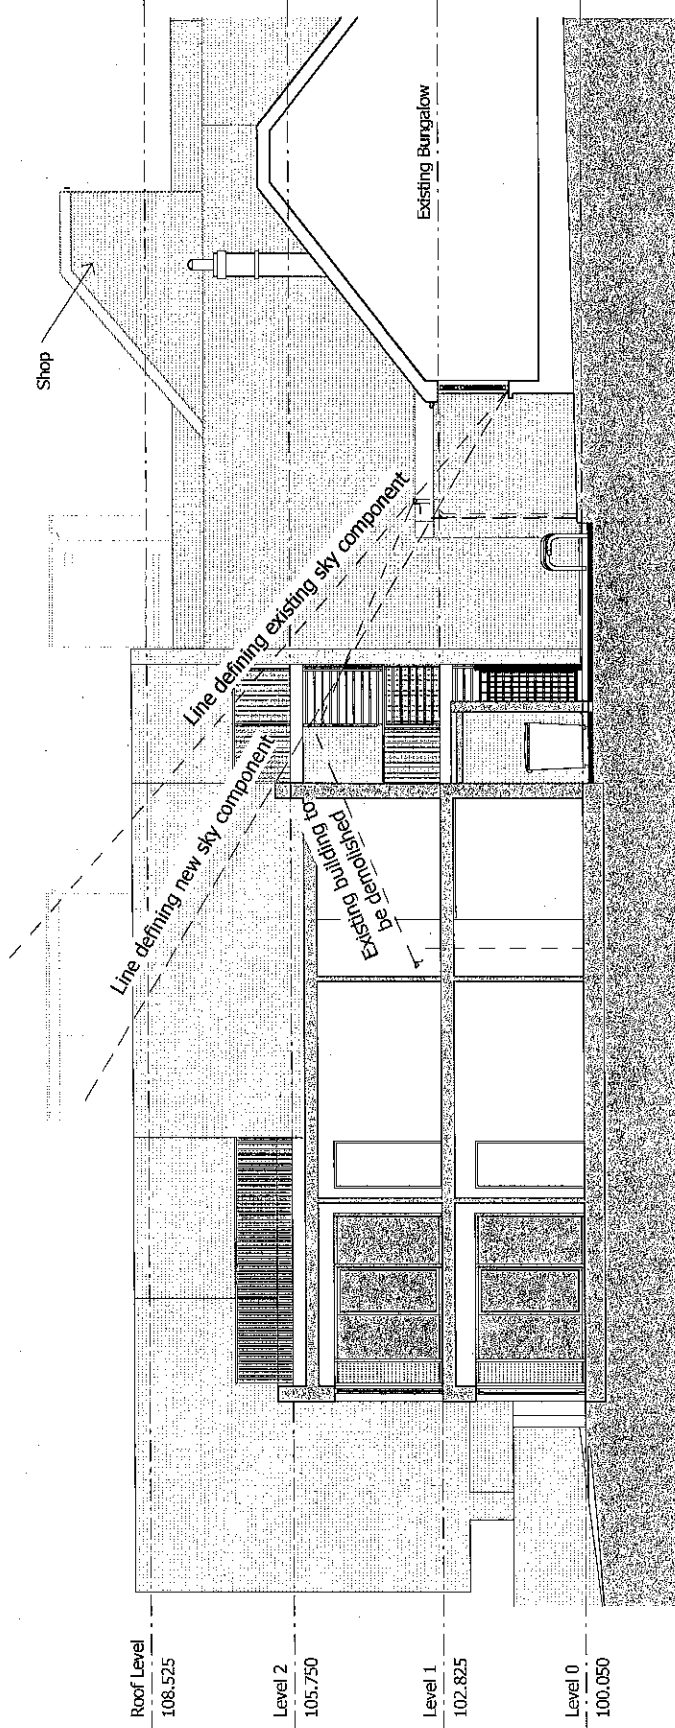 Roof Level
108.525
Level 2
105.750
Level 1
102.825
Level 0
100.050
Line defining new sky component
Line defining existing sky component
Existing building to
be demolished
Shop
Existing Bungalow